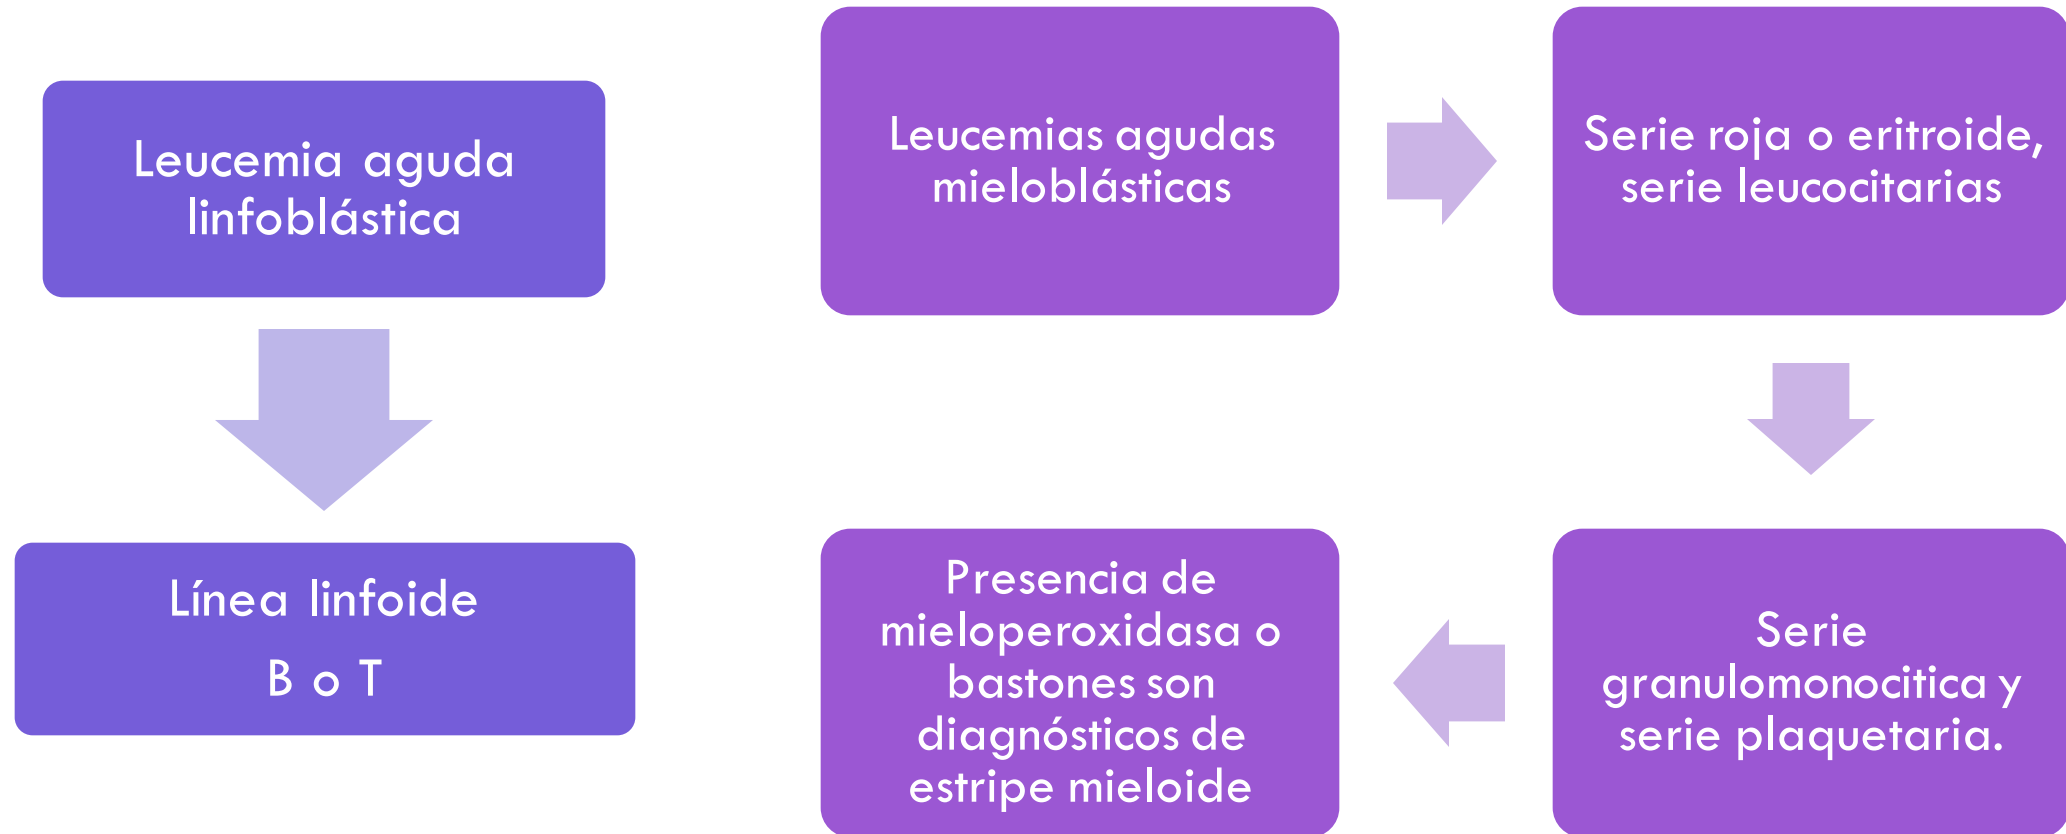 Leucemia aguda
linfoblástica
Línea linfoide
B o T
Leucemias agudas
mieloblásticas
Serie roja o eritroide,
serie leucocitarias
Serie
granulomonocitica y
serie plaquetaria.
Presencia de
mieloperoxidasa o
bastones son
diagnósticos de
estripe mieloide